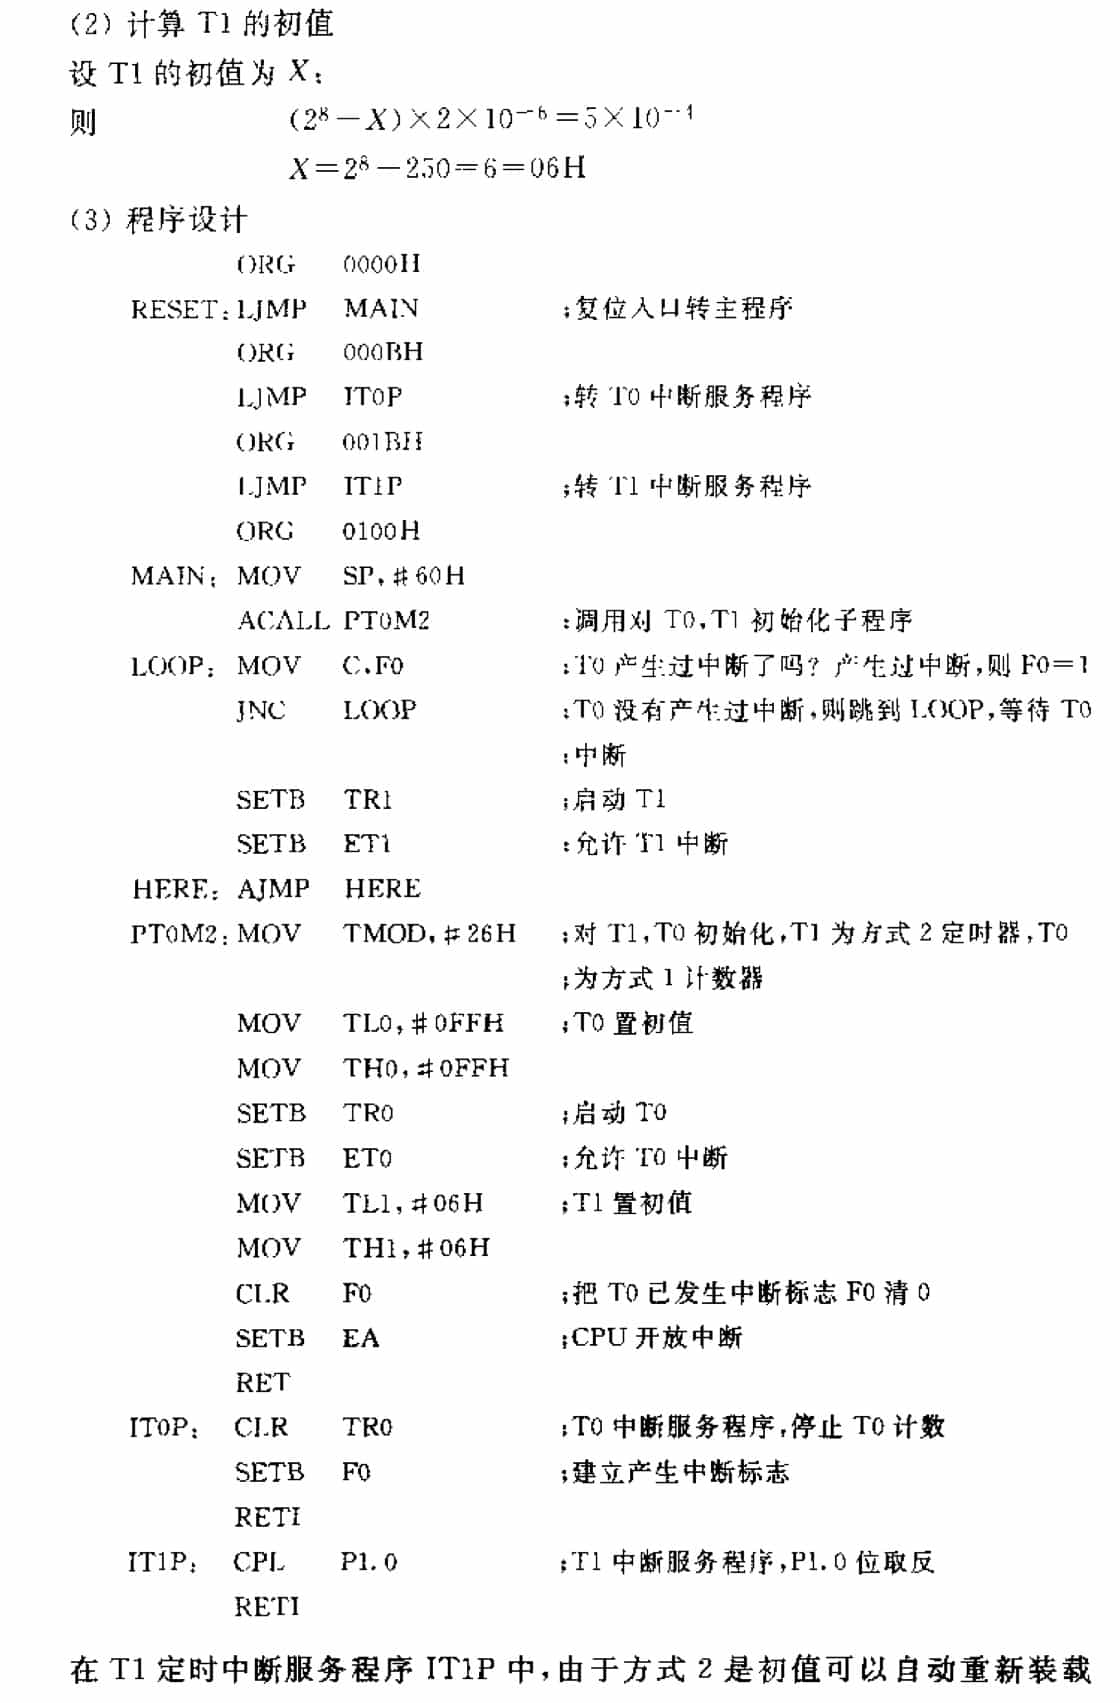 (2) 计算 T1 的初值
设 T1 的初值为 X:
则 (2⁸－X)×2×10⁻⁶=5×10⁻⁴
X=2⁸－250=6=06H
(3) 程序设计
ORG 0000H
RESET: LJMP MAIN ;复位入口转主程序
ORG 000BH
LJMP IT0P ;转 T0 中断服务程序
ORG 001BH
LJMP IT1P ;转 T1 中断服务程序
ORG 0100H
MAIN: MOV SP,#60H
ACALL PT0M2 ;调用对 T0,T1 初始化子程序
LOOP: MOV C,F0 ;T0 产生过中断了吗? 产生过中断,则 F0=1
JNC LOOP ;T0 没有产生过中断,则跳到 LOOP,等待 T0
;中断
SETB TR1 ;启动 T1
SETB ET1 ;允许 T1 中断
HERE: AJMP HERE
PT0M2: MOV TMOD,#26H ;对 T1,T0 初始化,T1 为方式 2 定时器,T0
;为方式 1 计数器
MOV TL0,#0FFH ;T0 置初值
MOV TH0,#0FFH
SETB TR0 ;启动 T0
SETB ET0 ;允许 T0 中断
MOV TL1,#06H ;T1 置初值
MOV TH1,#06H
CLR F0 ;把 T0 已发生中断标志 F0 清 0
SETB EA ;CPU 开放中断
RET
IT0P: CLR TR0 ;T0 中断服务程序,停止 T0 计数
SETB F0 ;建立产生中断标志
RETI
IT1P: CPL P1.0 ;T1 中断服务程序,P1.0 位取反
RETI
在 T1 定时中断服务程序 IT1P 中,由于方式 2 是初值可以自动重新装载